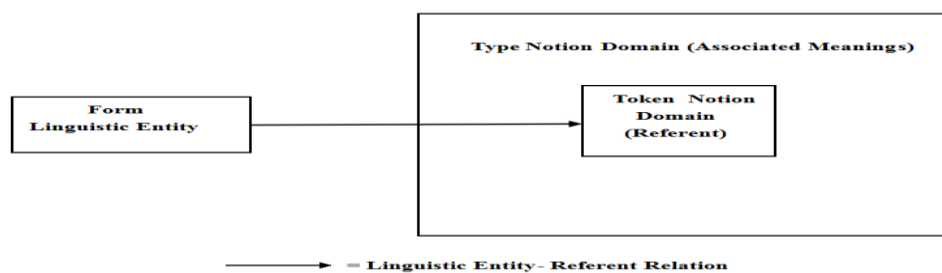 Type Notion Domain (Associated Meanings)
Form
Linguistic Entity
Token Notion
Domain
(Referent)
= Linguistic Entity- Referent Relation